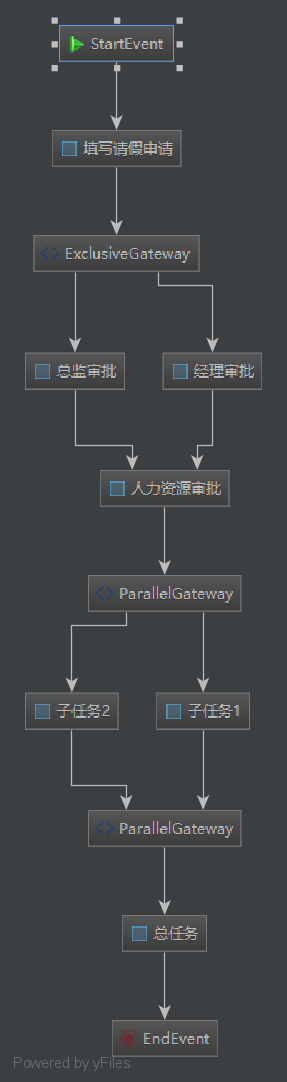 StartEvent
填写请假申请
ExclusiveGateway
总监审批
经理审批
人力资源审批
ParallelGateway
子任务2
子任务1
ParallelGateway
总任务
EndEvent
Powered by yFiles